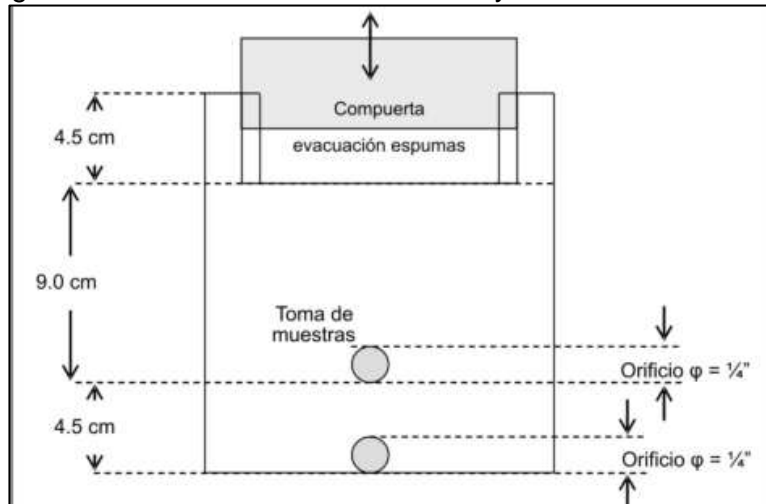 Compuerta
4.5 cm
evacuación espumas
9.0 cm
Toma de
muestras
Orificio φ = ¼"
4.5 cm
Orificio φ = ¼"